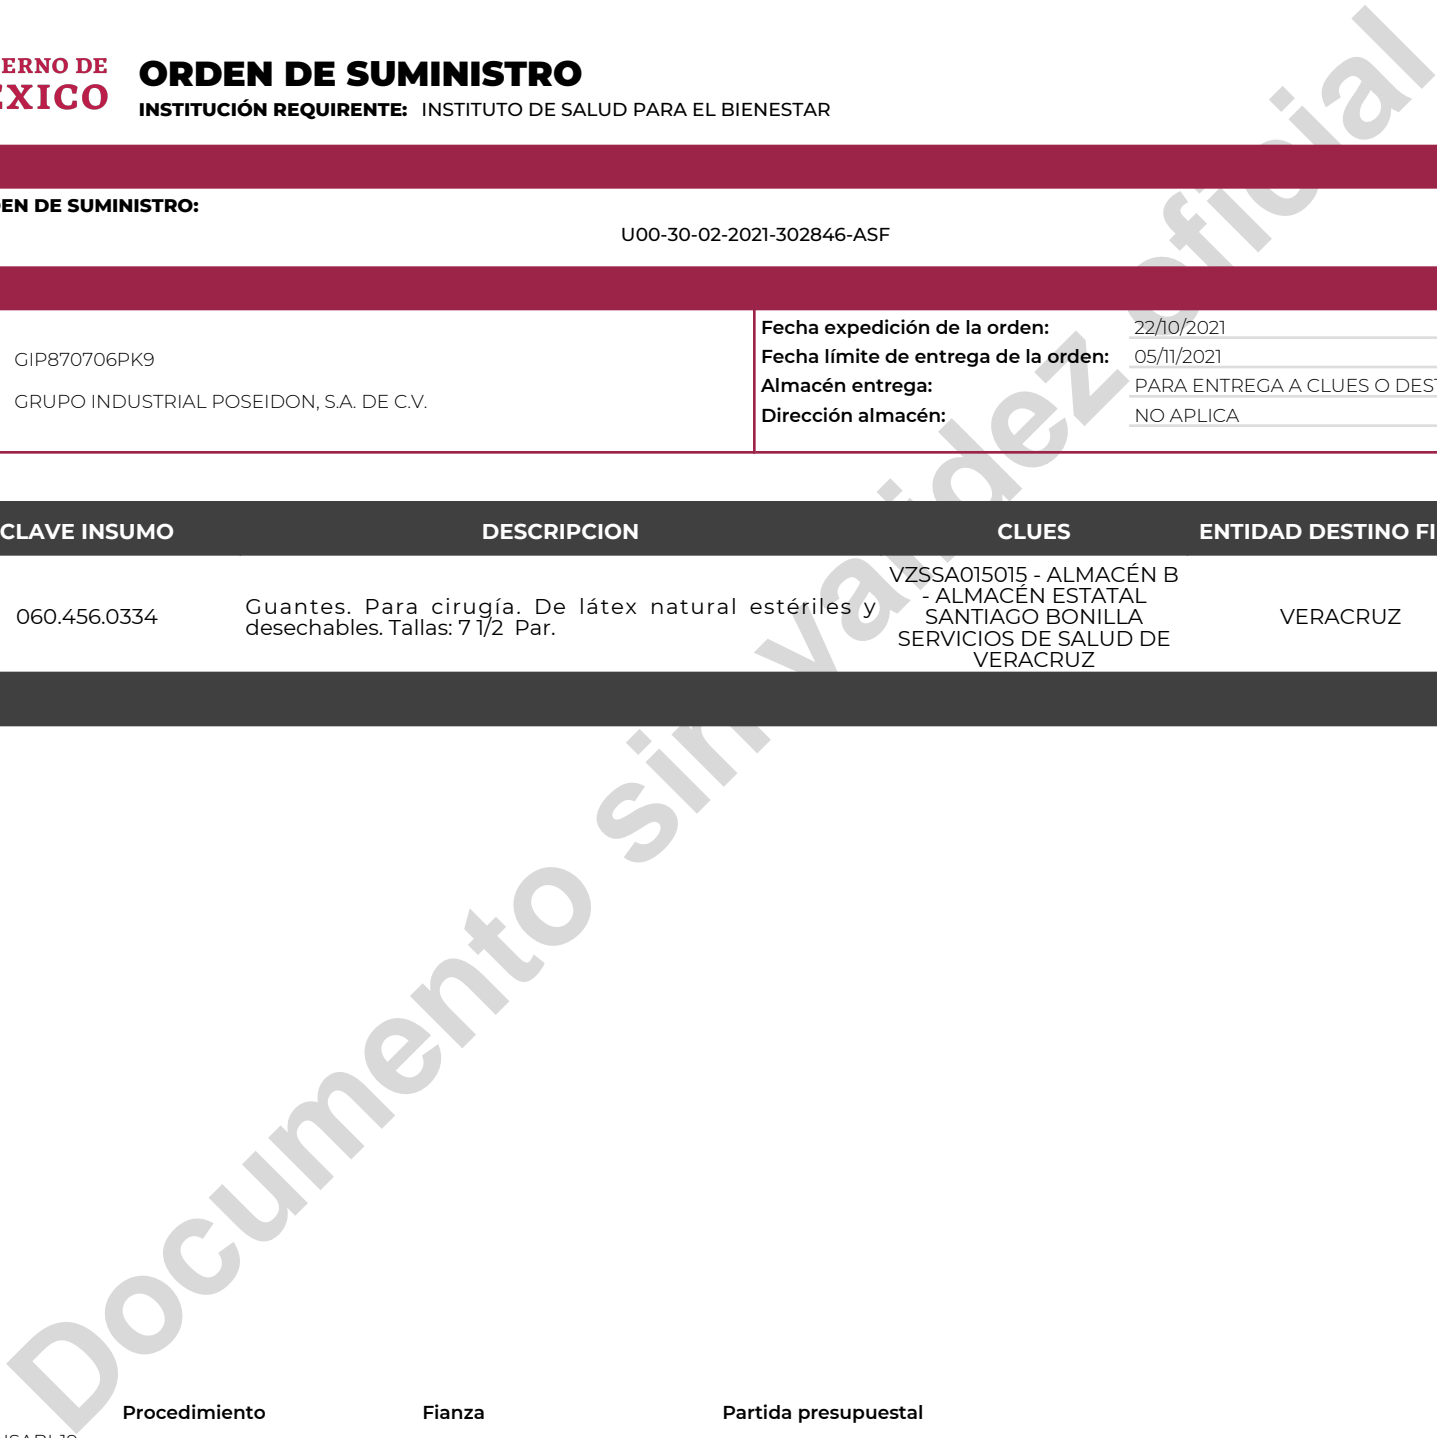 ERNO DE
EXICO
ORDEN DE SUMINISTRO
INSTITUCIÓN REQUIRENTE: INSTITUTO DE SALUD PARA EL BIENESTAR
EN DE SUMINISTRO:
U00-30-02-2021-302846-ASF
GIP870706PK9
GRUPO INDUSTRIAL POSEIDON, S.A. DE C.V.
Fecha expedición de la orden: 22/10/2021
Fecha límite de entrega de la orden: 05/11/2021
Almacén entrega: PARA ENTREGA A CLUES O DEST
Dirección almacén: NO APLICA
CLAVE INSUMO DESCRIPCION CLUES ENTIDAD DESTINO FI
060.456.0334
Guantes. Para cirugía. De látex natural estériles y
desechables. Tallas: 7 1/2 Par.
VZSSA015015 - ALMACÉN B
- ALMACÉN ESTATAL
SANTIAGO BONILLA
SERVICIOS DE SALUD DE
VERACRUZ
VERACRUZ
Documento sin validez oficial
Procedimiento Fianza Partida presupuestal